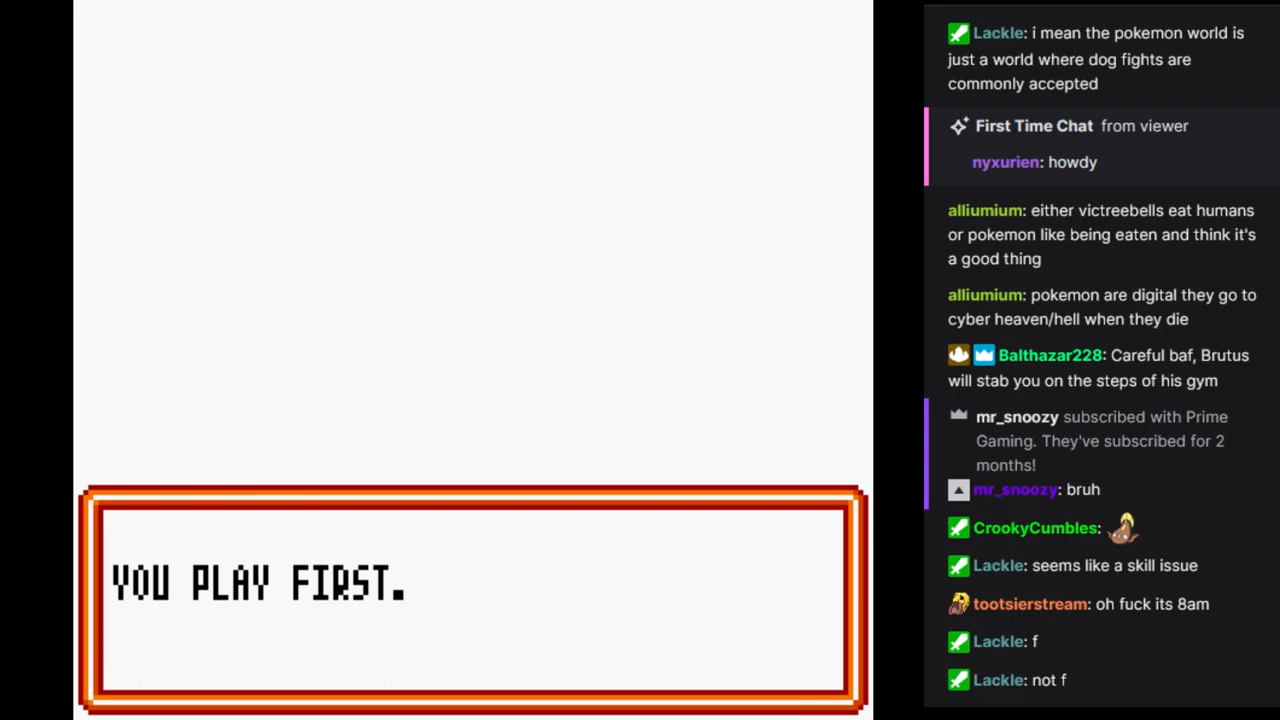 YOU PLAY FIRST.
Lackle: i mean the pokemon world is
just a world where dog fights are
commonly accepted
First Time Chat from viewer
nyxurien: howdy
alliumium: either victreebells eat humans
or pokemon like being eaten and think it's
a good thing
alliumium: pokemon are digital they go to
cyber heaven/hell when they die
Balthazar228: Careful baf, Brutus
will stab you on the steps of his gym
mr_snoozy subscribed with Prime
Gaming. They've subscribed for 2
months!
mr_snoozy: bruh
CrookyCumbles:
Lackle: seems like a skill issue
tootsierstream: oh fuck its 8am
Lackle: f
Lackle: not f